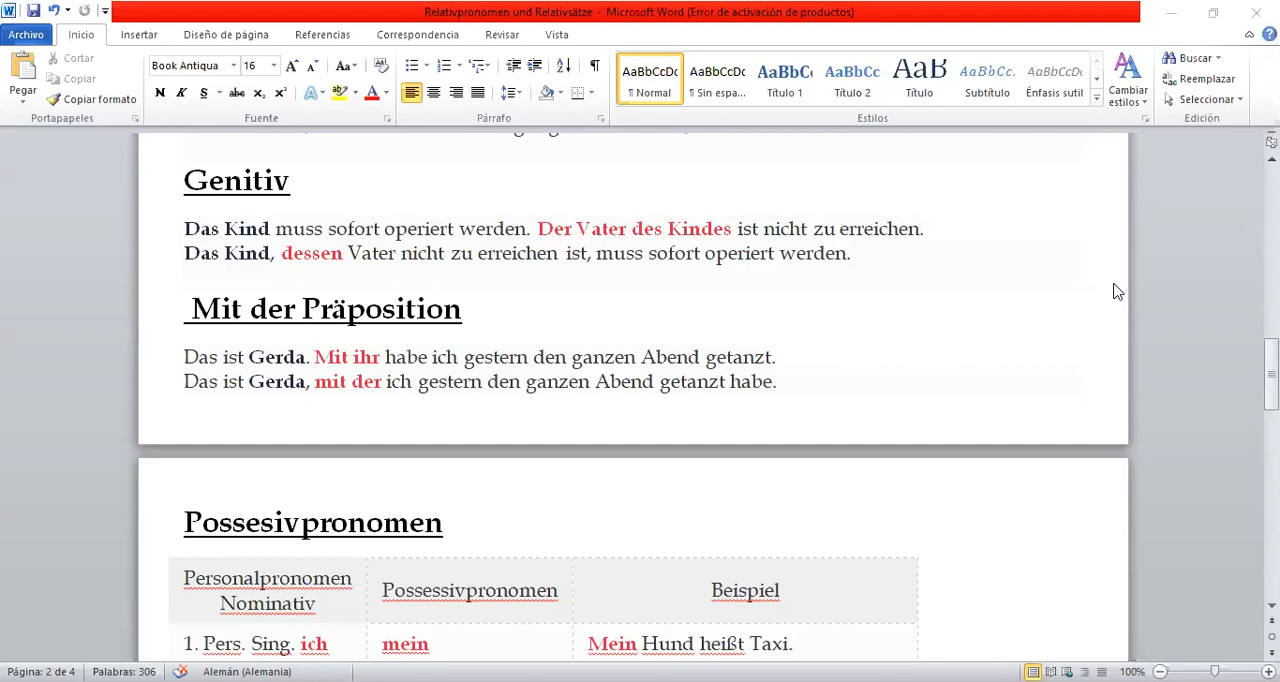 Relativpronomen und Relativsätze - Microsoft Word (Error de activación de productos)
Archivo Inicio Insertar Diseño de página Referencias Correspondencia Revisar Vista
Pegar
Cortar
Copiar
Copiar formato
Portapapeles
Book Antiqua 16
N K S abc x₂ x²
Fuente
Párrafo
AaBbCcDc AaBbCcDc AaBbC AaBbCc AaB AaBbCc. AaBbCcDc
¶ Normal ¶ Sin espa... Título 1 Título 2 Título Subtítulo Énfasis sutil
Estilos
Cambiar estilos
Buscar
Reemplazar
Seleccionar
Edición
Genitiv
Das Kind muss sofort operiert werden. Der Vater des Kindes ist nicht zu erreichen.
Das Kind, dessen Vater nicht zu erreichen ist, muss sofort operiert werden.
Mit der Präposition
Das ist Gerda. Mit ihr habe ich gestern den ganzen Abend getanzt.
Das ist Gerda, mit der ich gestern den ganzen Abend getanzt habe.
Possesivpronomen
Personalpronomen Nominativ Possessivpronomen Beispiel
1. Pers. Sing. ich mein Mein Hund heißt Taxi.
Página: 2 de 4 Palabras: 306 Alemán (Alemania) 100%